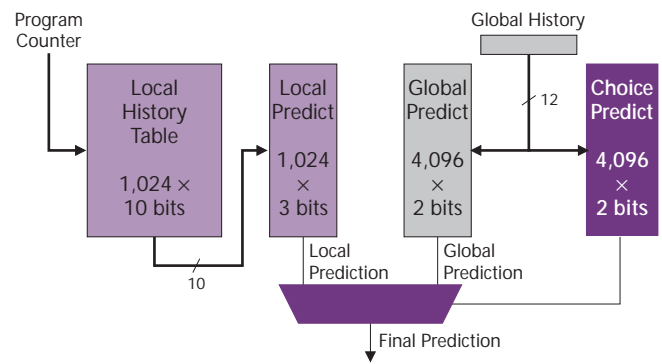 Program
Counter
Global History
Local
History
Table
1,024 ×
10 bits
Local
Predict
1,024
×
3 bits
Global
Predict
4,096
×
2 bits
12
Choice
Predict
4,096
×
2 bits
10
Local
Prediction
Global
Prediction
Final Prediction